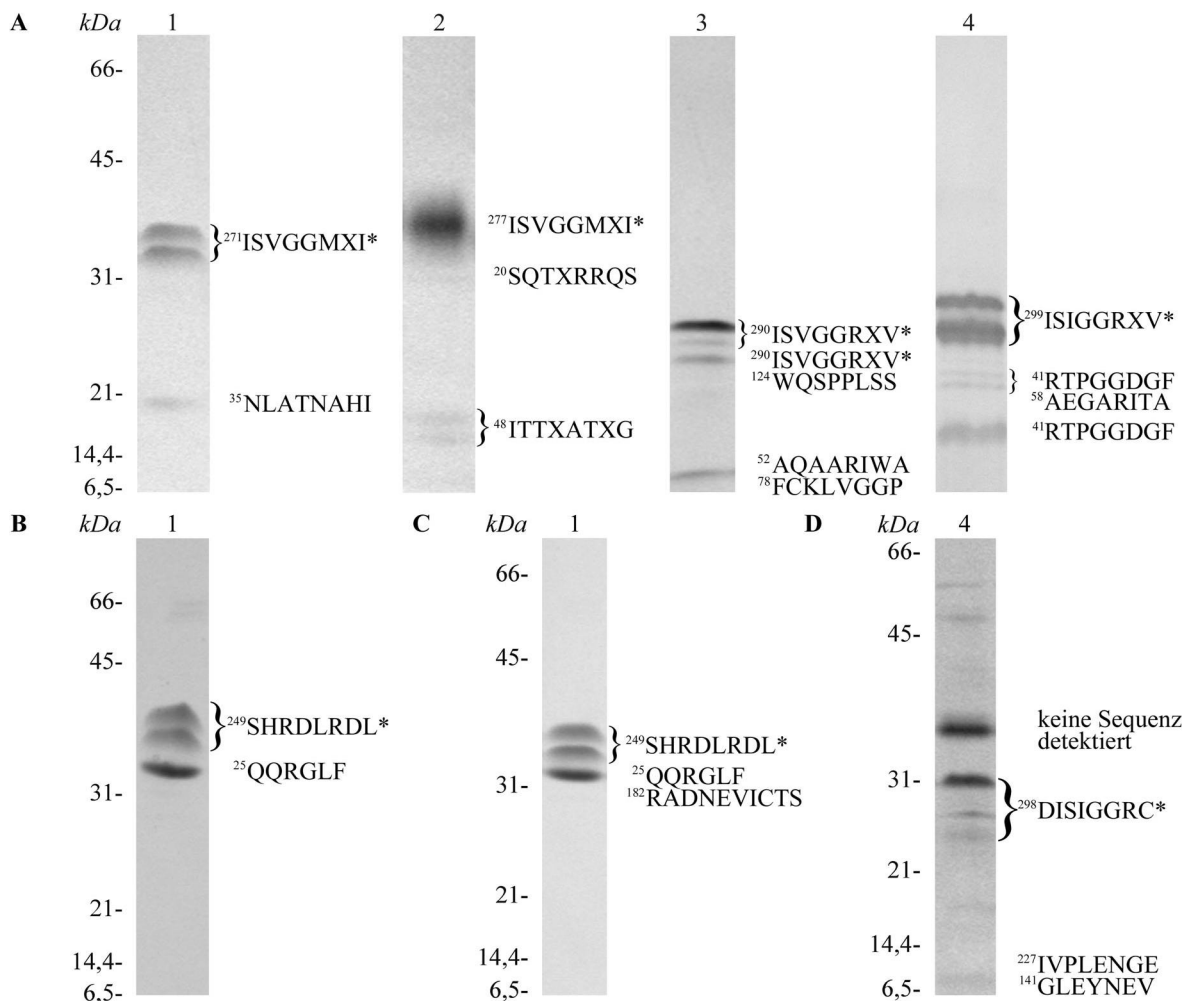 A kDa 1 2 3 4
66-
45-
31-
21-
14,4-
6,5-
²⁷¹ISVGGMXI*
³⁵NLATNAHI
²⁷⁷ISVGGMXI*
²⁰SQTXRRQS
⁴⁸ITTXATXG
²⁹⁰ISVGGRXV*
²⁹⁰ISVGGRXV*
¹²⁴WQSPPLSS
⁵²AQAARIWA
⁷⁸FCKLVGGP
²⁹⁹ISIGGRXV*
⁴¹RTPGGDGF
⁵⁸AEGARITA
⁴¹RTPGGDGF
B kDa 1
66-
45-
31-
21-
14,4-
6,5-
²⁴⁹SHRDLRDL*
²⁵QQRGLF
C kDa 1
66-
45-
31-
21-
14,4-
6,5-
²⁴⁹SHRDLRDL*
²⁵QQRGLF
¹⁸²RADNEVICTS
D kDa 4
66-
45-
31-
21-
14,4-
6,5-
keine Sequenz
detektiert
²⁹⁸DISIGGRC*
²²⁷IVPLENGE
¹⁴¹GLEYNEV